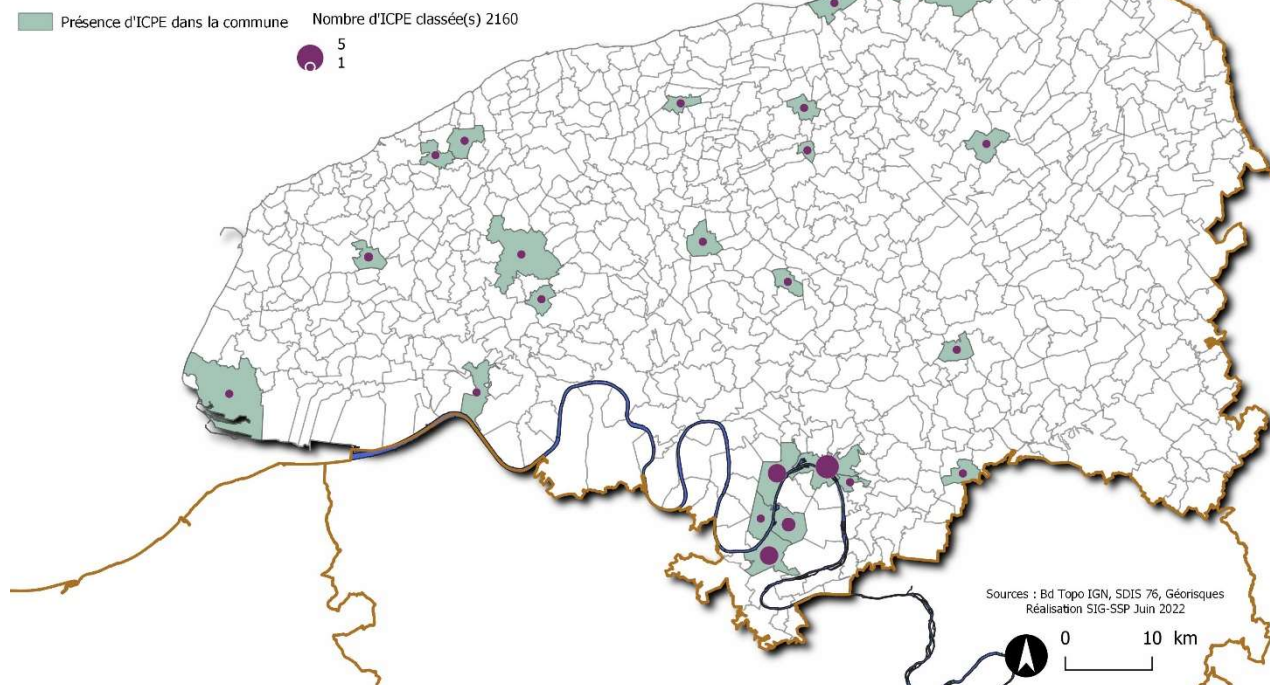 Présence d'ICPE dans la commune
Nombre d'ICPE classée(s) 2160
5
1
Sources : Bd Topo IGN, SDIS 76, Géorisques
Réalisation SIG-SSP Juin 2022
0 10 km